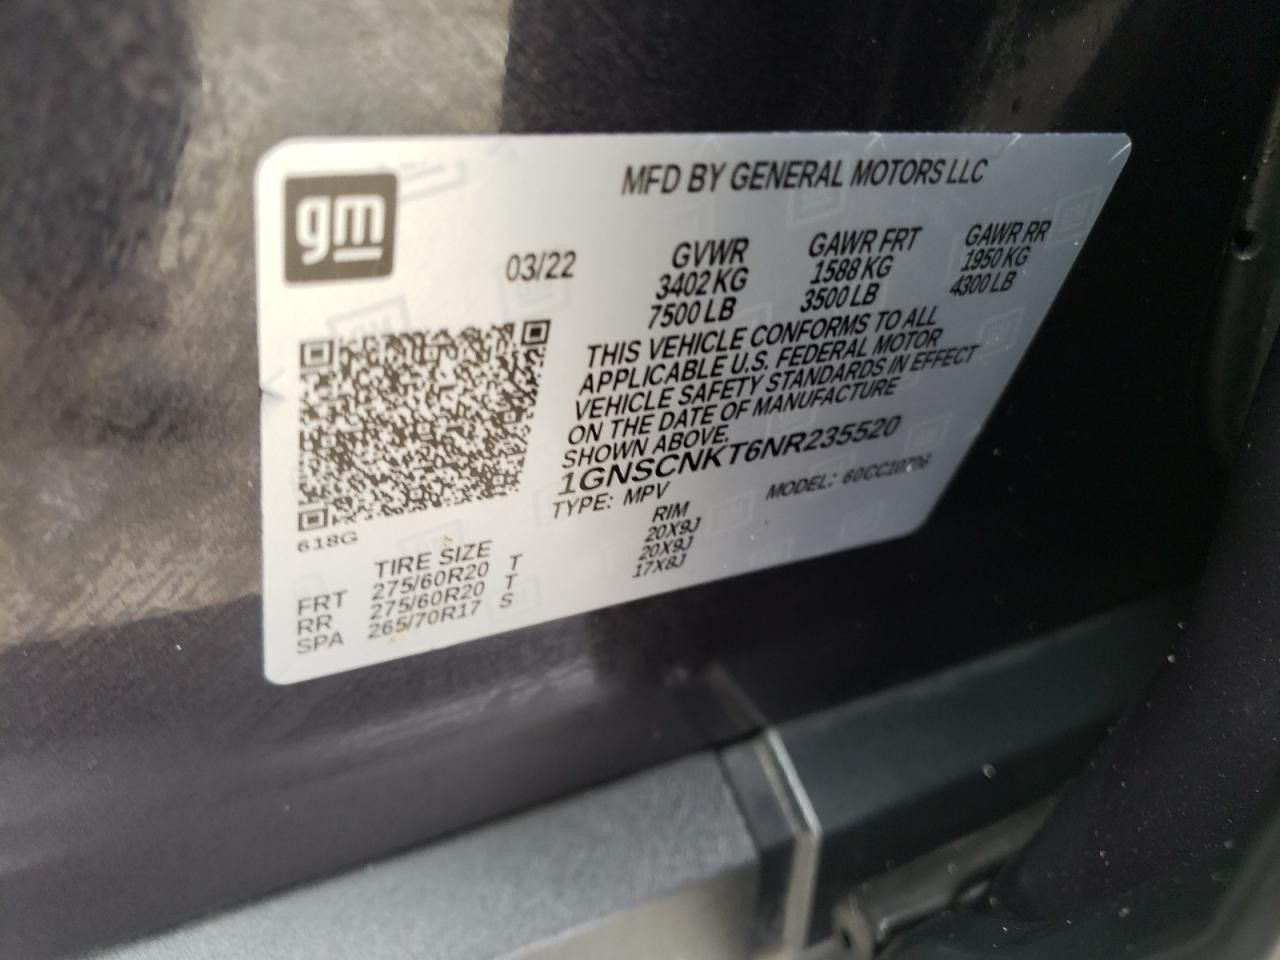 gm
MFD BY GENERAL MOTORS LLC
03/22
GVWR
3402 KG
7500 LB
GAWR FRT
1588 KG
3500 LB
GAWR RR
1950 KG
4300 LB
THIS VEHICLE CONFORMS TO ALL
APPLICABLE U.S. FEDERAL MOTOR
VEHICLE SAFETY STANDARDS IN EFFECT
ON THE DATE OF MANUFACTURE
SHOWN ABOVE.
1GNSCNKT6NR235520
TYPE: MPV MODEL:
618G
TIRE SIZE RIM
FRT 275/60R20 T 20X9J
RR 275/60R20 T 20X9J
SPA 265/70R17 S 17X8J